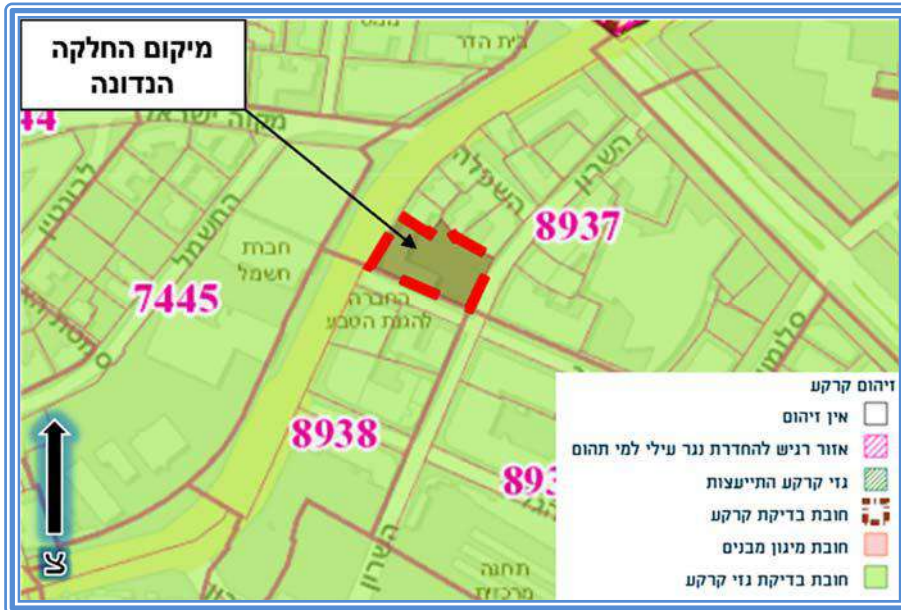 מיקום החלקה
הנדונה
בית הדר
44
מקוה ישראל
השפלה
השרון
8937
לבונטין
החשמל
חברת
חשמל
7445
החברה
להגנת הטבע
8938
השרון
תחנה
מרכזית
זיהום קרקע
אין זיהום
אזור רגיש להחדרת נגר עילי למי תהום
גזי קרקע התייעצות
חובת בדיקת קרקע
חובת מיגון מבנים
חובת בדיקת גזי קרקע
צ